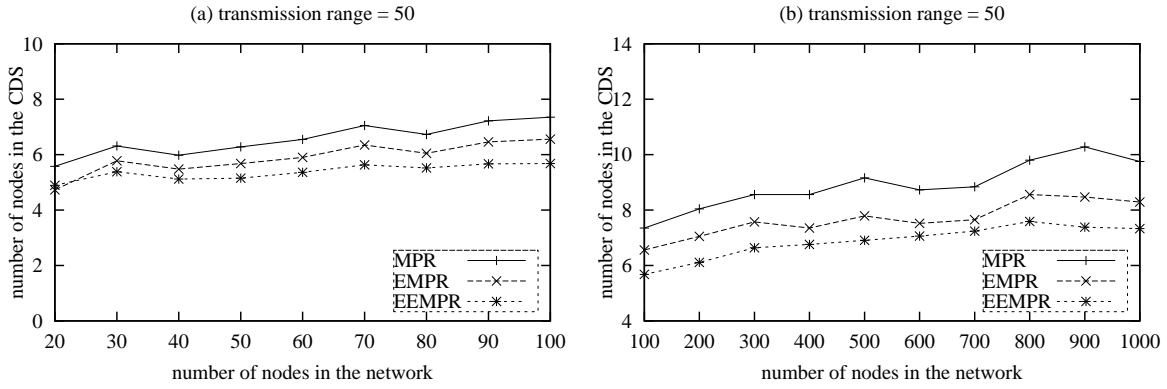 (a) transmission range = 50
10
8
6
4
2
0
number of nodes in the CDS
MPR
EMPR
EEMPR
20 30 40 50 60 70 80 90 100
number of nodes in the network
(b) transmission range = 50
14
12
10
8
6
4
number of nodes in the CDS
MPR
EMPR
EEMPR
100 200 300 400 500 600 700 800 900 1000
number of nodes in the network